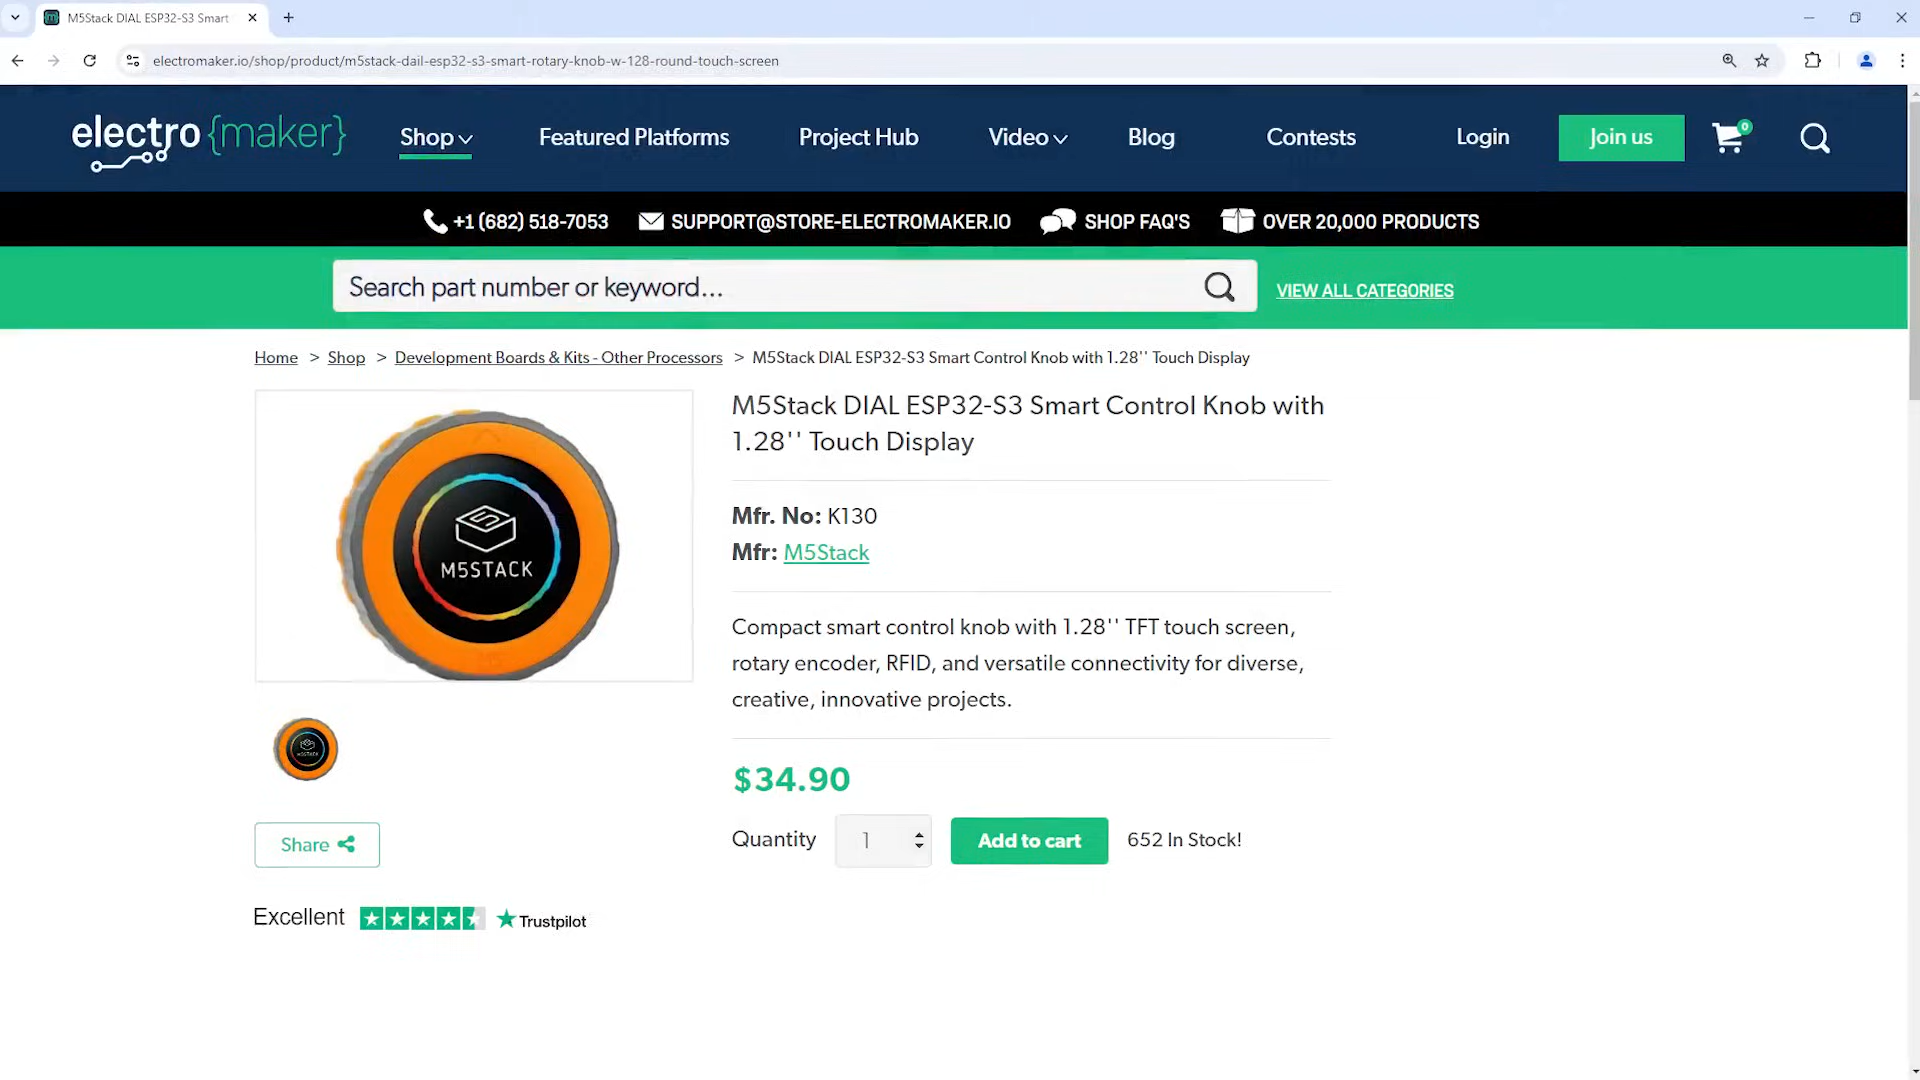 M5Stack DIAL ESP32-S3 Smart
electromaker.io/shop/product/m5stack-dail-esp32-s3-smart-rotary-knob-w-128-round-touch-screen
electro{maker}
Shop
Featured Platforms
Project Hub
Video
Blog
Contests
Login
Join us
0
+1 (682) 518-7053
SUPPORT@STORE-ELECTROMAKER.IO
SHOP FAQ'S
OVER 20,000 PRODUCTS
Search part number or keyword...
VIEW ALL CATEGORIES
Home > Shop > Development Boards & Kits - Other Processors > M5Stack DIAL ESP32-S3 Smart Control Knob with 1.28'' Touch Display
M5STACK
M5Stack DIAL ESP32-S3 Smart Control Knob with
1.28'' Touch Display
Mfr. No: K130
Mfr: M5Stack
Compact smart control knob with 1.28'' TFT touch screen,
rotary encoder, RFID, and versatile connectivity for diverse,
creative, innovative projects.
$34.90
Quantity 1 Add to cart 652 In Stock!
Share
Excellent Trustpilot